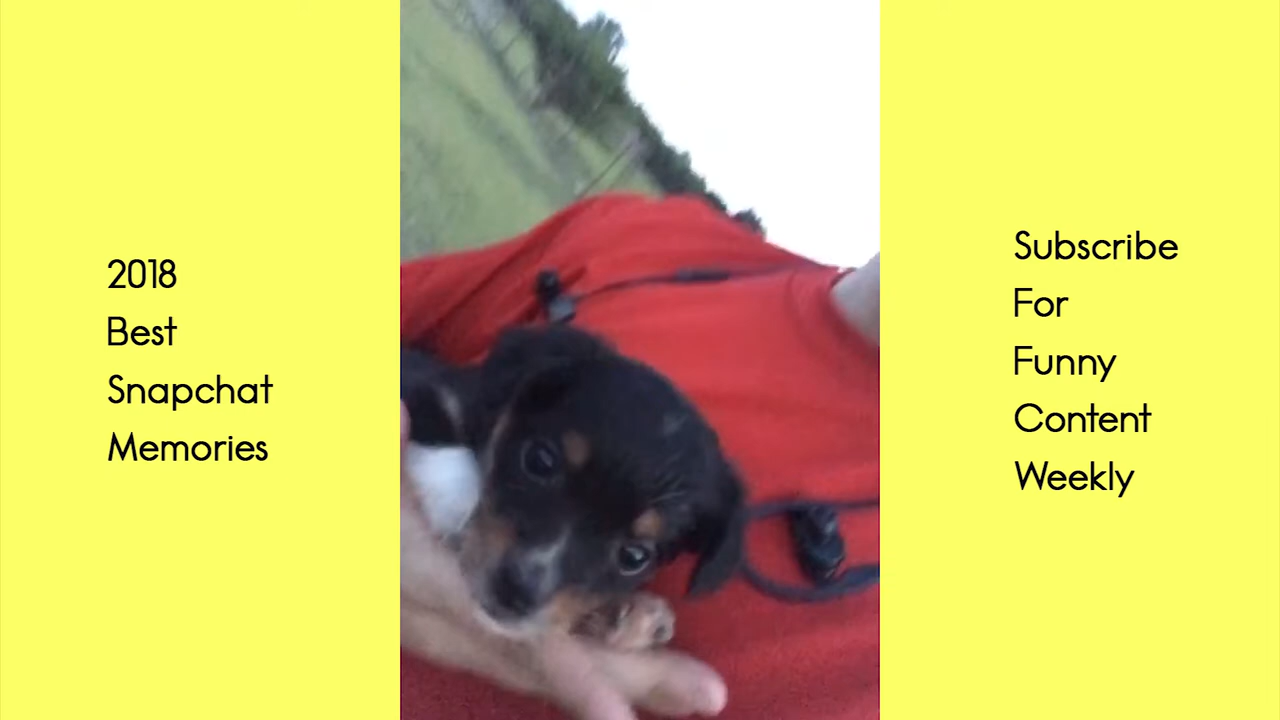 2018
Best
Snapchat
Memories
Subscribe
For
Funny
Content
Weekly